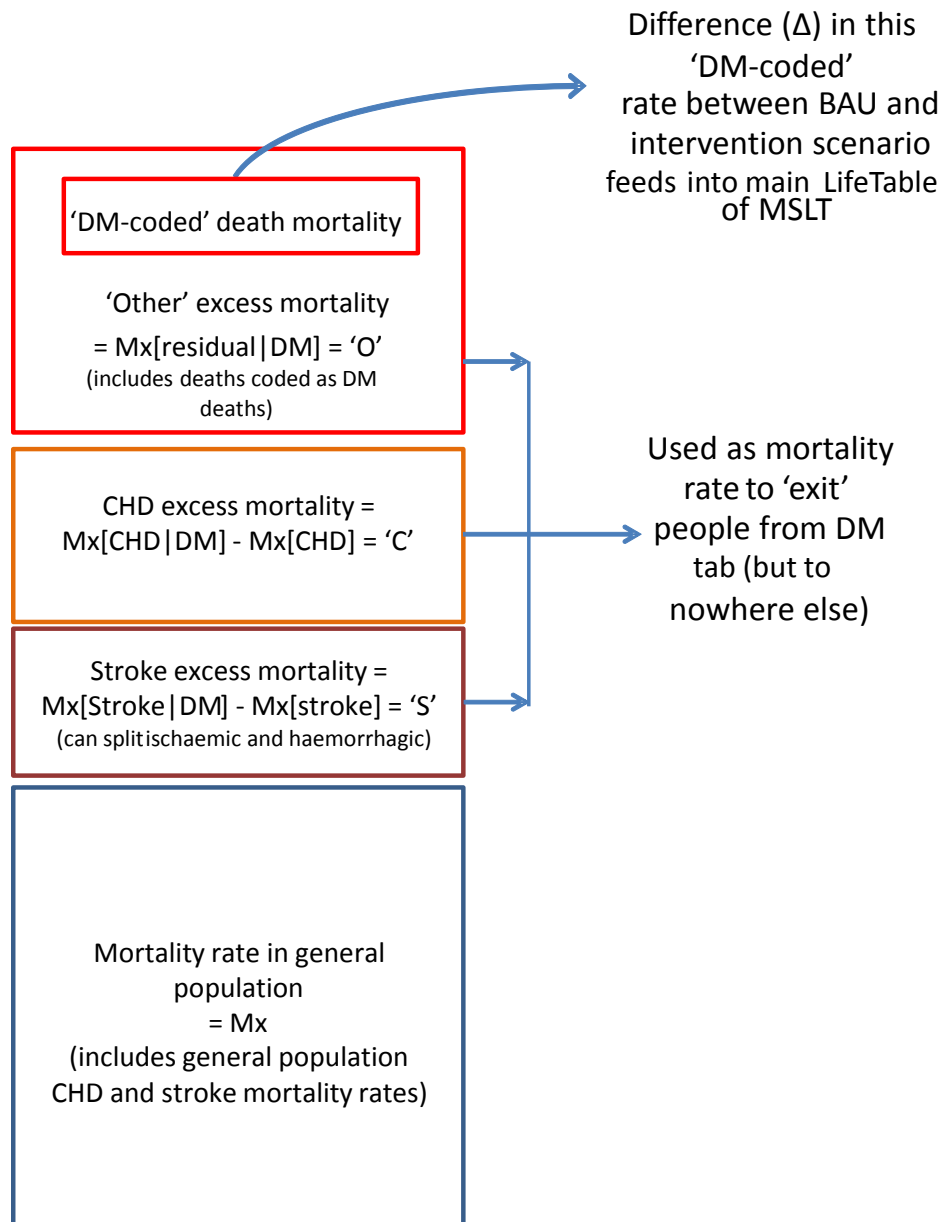 Difference (Δ) in this
‘DM-coded’
rate between BAU and
intervention scenario
feeds into main LifeTable
of MSLT
‘DM-coded’ death mortality
‘Other’ excess mortality
= Mx[residual|DM] = ‘O’
(includes deaths coded as DM
deaths)
CHD excess mortality =
Mx[CHD|DM] - Mx[CHD] = ‘C’
Stroke excess mortality =
Mx[Stroke|DM] - Mx[stroke] = ‘S’
(can splitischaemic and haemorrhagic)
Used as mortality
rate to ‘exit’
people from DM
tab (but to
nowhere else)
Mortality rate in general
population
= Mx
(includes general population
CHD and stroke mortality rates)